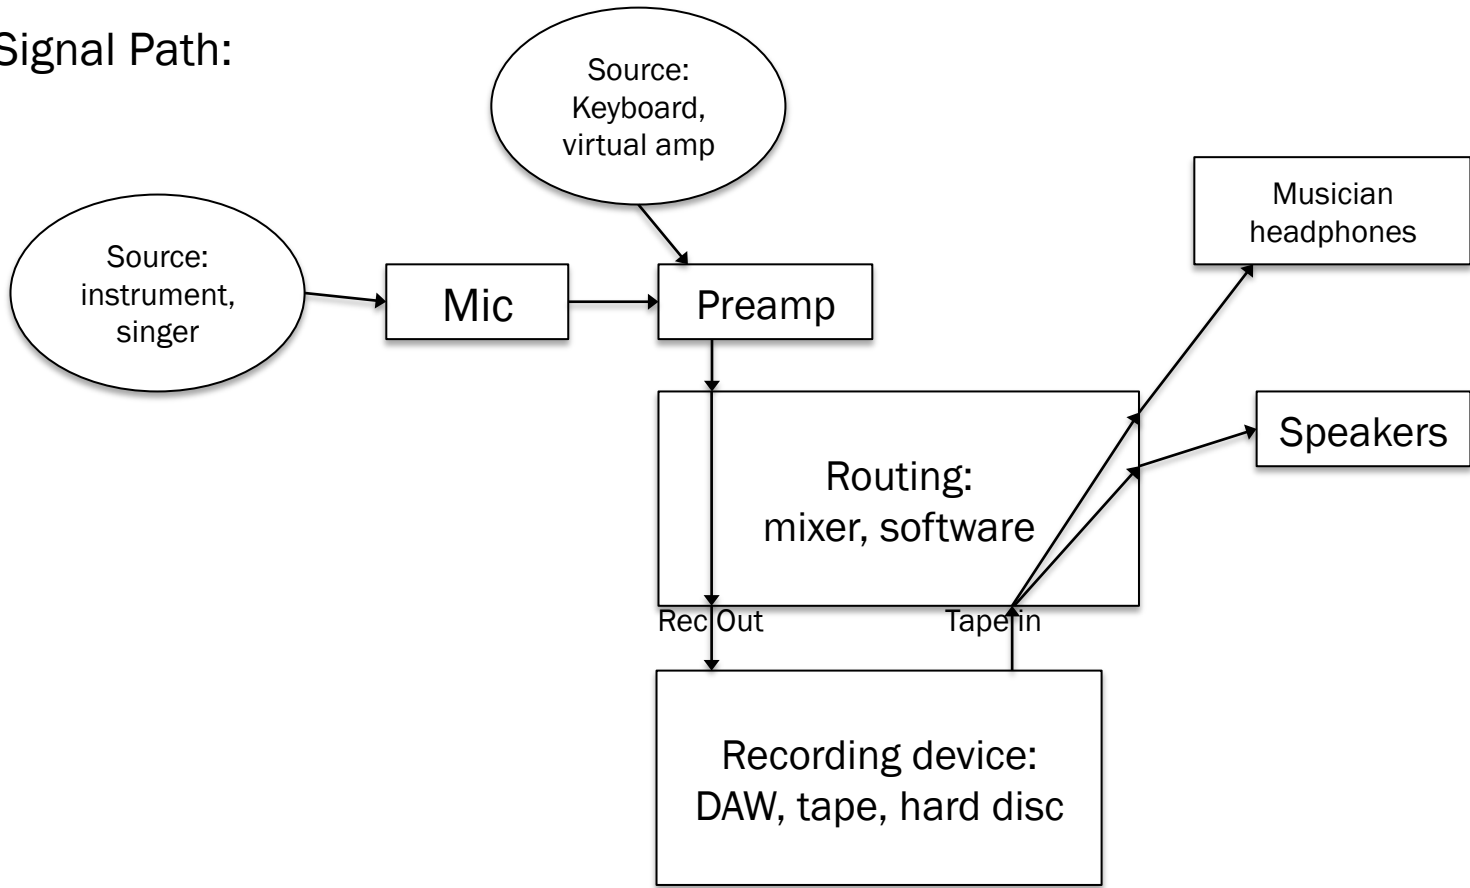 Signal Path:
Source:
Keyboard,
virtual amp
Musician
headphones
Source:
instrument,
singer
Mic
Preamp
Speakers
Routing:
mixer, software
Rec Out
Tape in
Recording device:
DAW, tape, hard disc